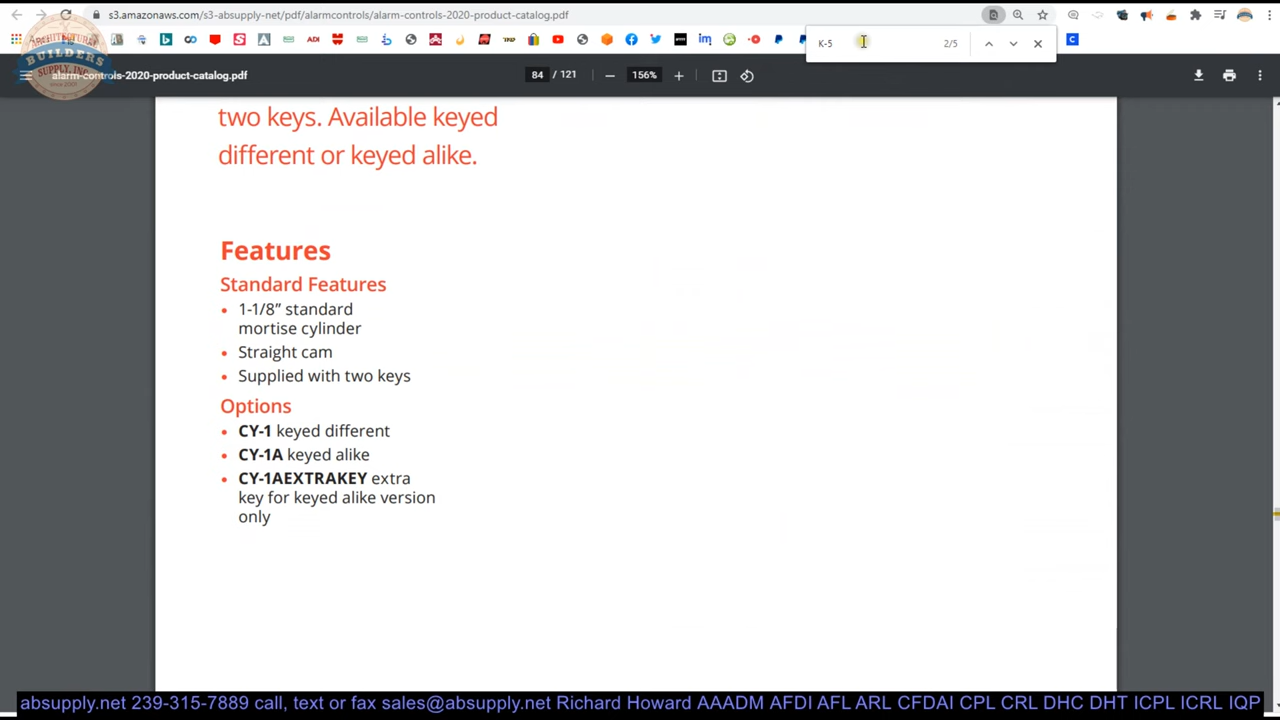 s3.amazonaws.com/s3-absupply-net/pdf/alarmcontrols/alarm-controls-2020-product-catalog.pdf
K-5
2/5
ARCHITECTURAL
BUILDERS
SUPPLY, INC.
alarm-controls-2020-product-catalog.pdf
84 / 121
156%
two keys. Available keyed
different or keyed alike.
Features
Standard Features
• 1-1/8” standard
mortise cylinder
• Straight cam
• Supplied with two keys
Options
• CY-1 keyed different
• CY-1A keyed alike
• CY-1AEXTRAKEY extra
key for keyed alike version
only
absupply.net 239-315-7889 call, text or fax sales@absupply.net Richard Howard AAADM AFDI AFL ARL CFDAI CPL CRL DHC DHT ICPL ICRL IQP